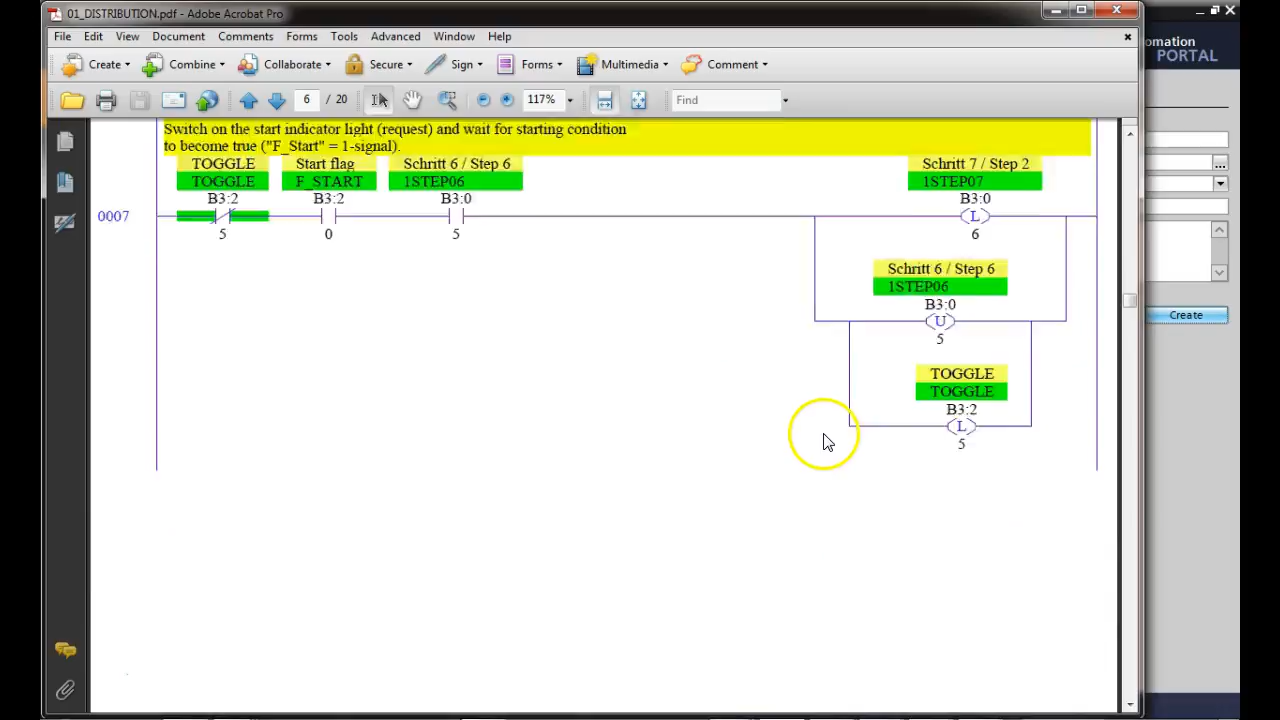 01_DISTRIBUTION.pdf - Adobe Acrobat Pro
File Edit View Document Comments Forms Tools Advanced Window Help
Create Combine Collaborate Secure Sign Forms Multimedia Comment
6 / 20 117% Find
omation
PORTAL
Create
Switch on the start indicator light (request) and wait for starting condition
to become true ("F_Start" = 1-signal).
TOGGLE Start flag Schritt 6 / Step 6 Schritt 7 / Step 2
TOGGLE F_START 1STEP06 1STEP07
B3:2 B3:2 B3:0 B3:0
0007 L
5 0 5 6
Schritt 6 / Step 6
1STEP06
B3:0
U
5
TOGGLE
TOGGLE
B3:2
L
5